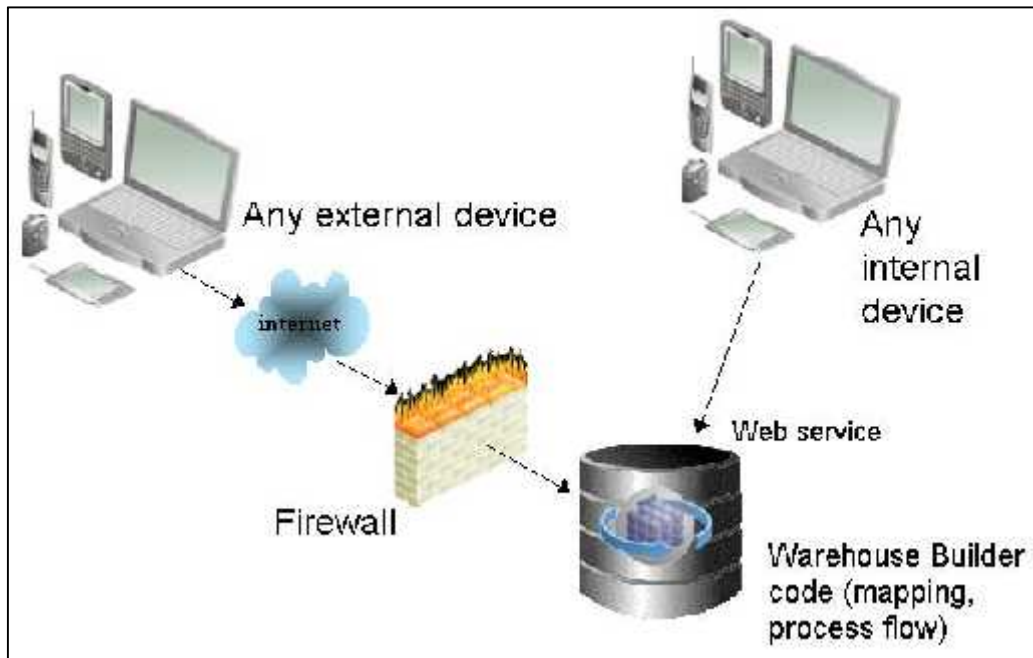 Any external device
Any
internal
device
internet
Web service
Firewall
Warehouse Builder
code (mapping,
process flow)